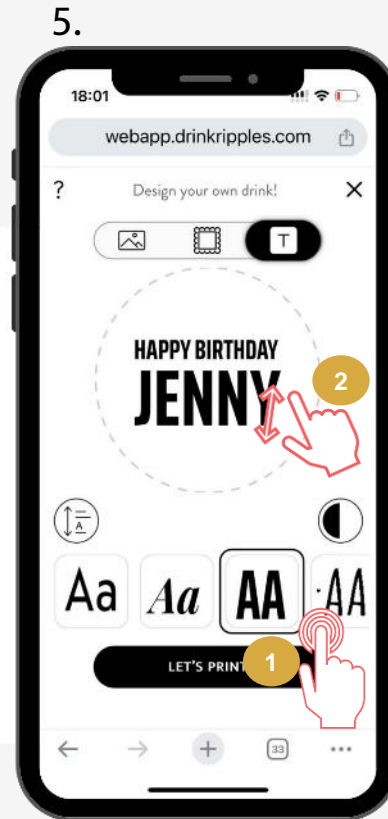 5.
18:01
webapp.drinkripples.com
? Design your own drink! X
T
HAPPY BIRTHDAY
JENNY
2
A
Aa Aa AA AA
1
LET'S PRINT
33